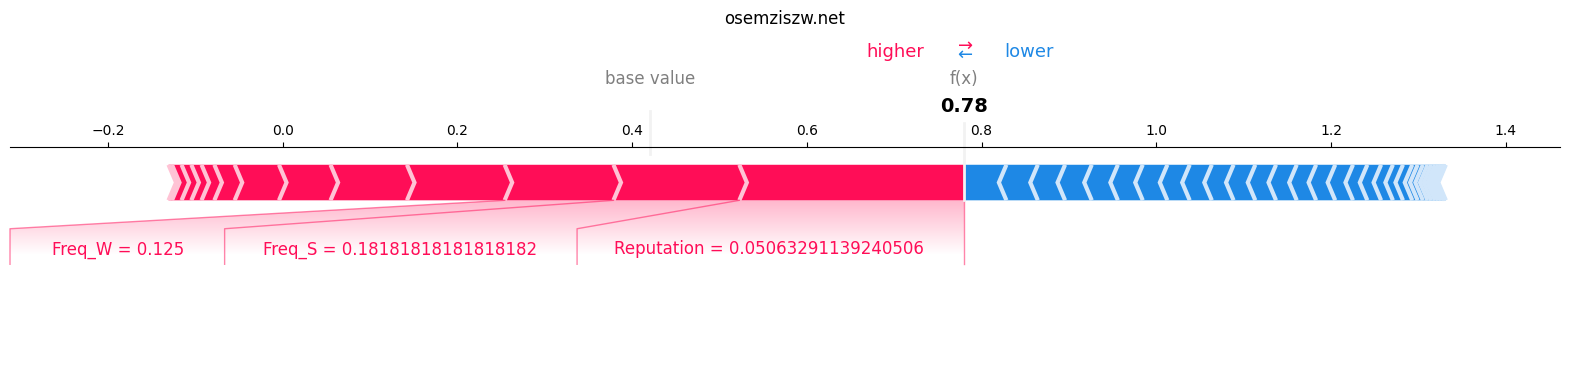 osemziszw.net
higher → ← lower
base value f(x)
0.78
−0.2 0.0 0.2 0.4 0.6 0.8 1.0 1.2 1.4
Freq_W = 0.125 Freq_S = 0.18181818181818182 Reputation = 0.05063291139240506